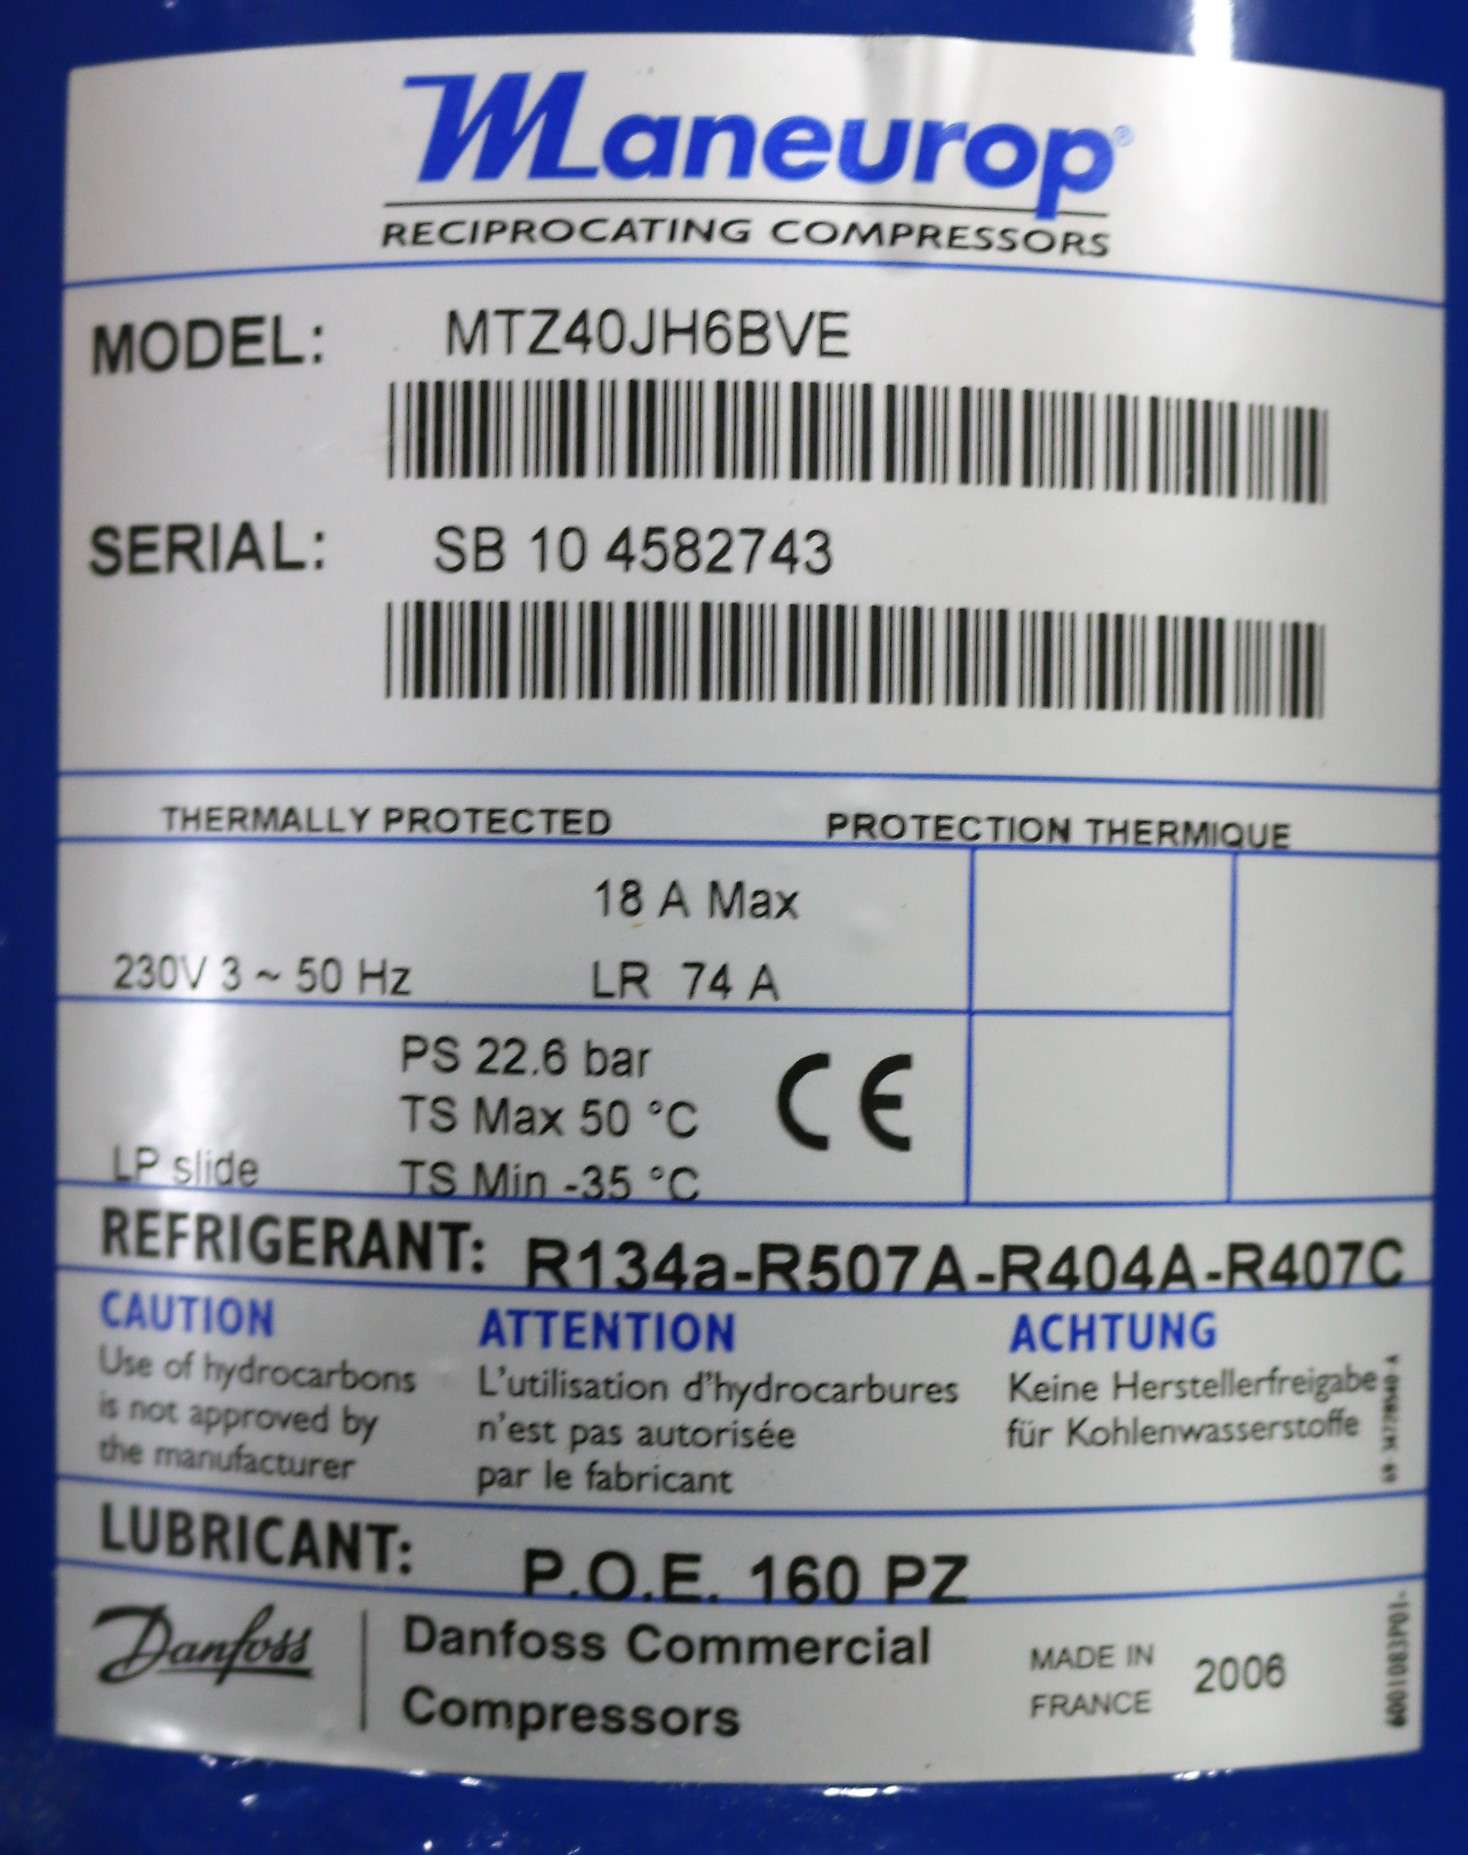 Maneurop®
RECIPROCATING COMPRESSORS
MODEL: MTZ40JH6BVE
SERIAL: SB 10 4582743
THERMALLY PROTECTED PROTECTION THERMIQUE
18 A Max
230V 3 ~ 50 Hz LR 74 A
PS 22.6 bar
TS Max 50 °C
LP slide TS Min -35 °C
CE
REFRIGERANT: R134a-R507A-R404A-R407C
CAUTION
Use of hydrocarbons
is not approved by
the manufacturer
ATTENTION
L'utilisation d'hydrocarbures
n'est pas autorisée
par le fabricant
ACHTUNG
Keine Herstellerfreigabe
für Kohlenwasserstoffe
LUBRICANT: P.O.E. 160 PZ
Danfoss
Danfoss Commercial
Compressors
MADE IN
FRANCE
2006
6001083P01-